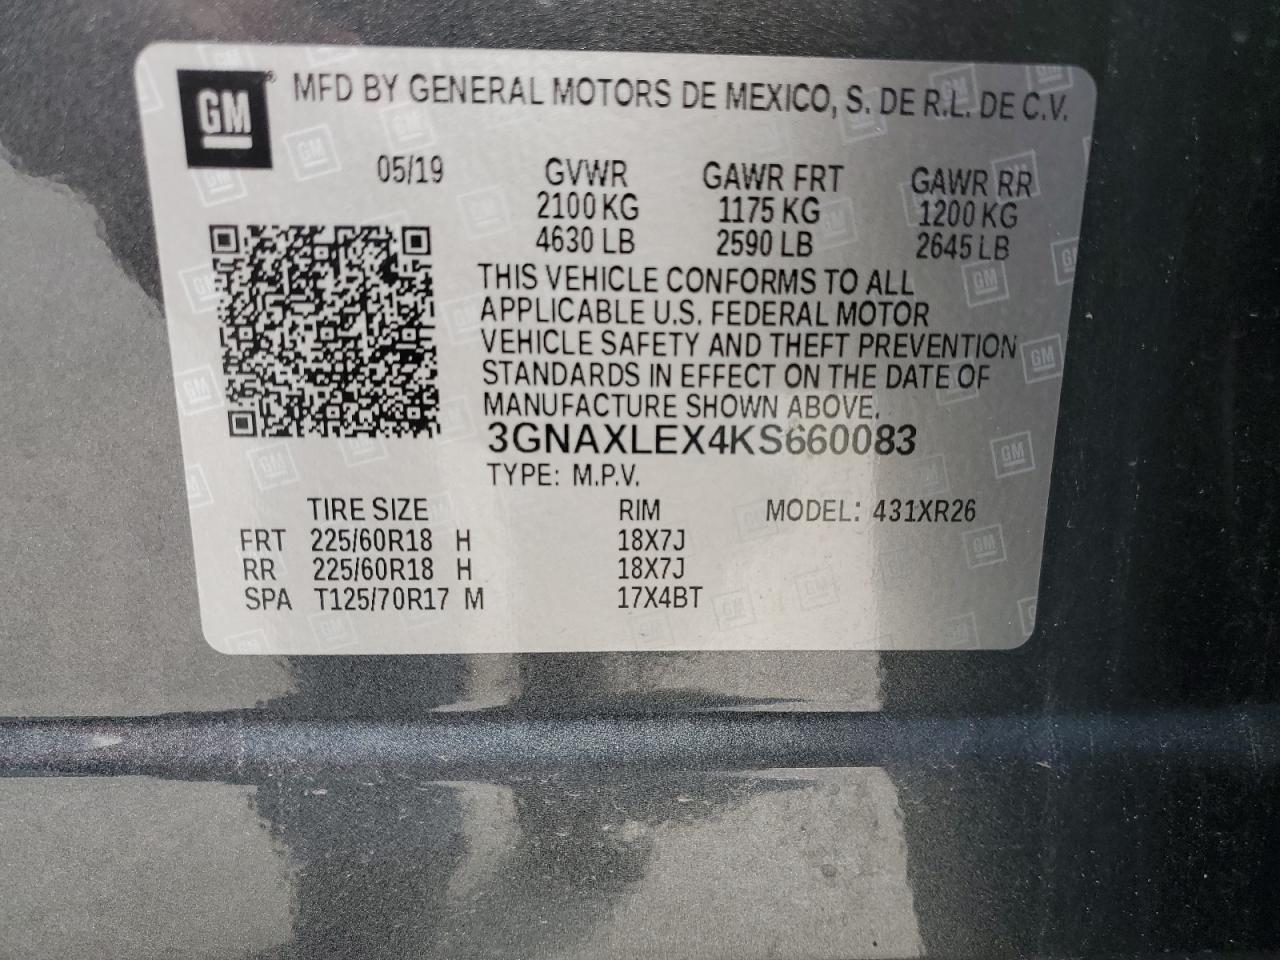 GM® MFD BY GENERAL MOTORS DE MEXICO, S. DE R.L. DE C.V.
05/19 GVWR GAWR FRT GAWR RR
2100 KG 1175 KG 1200 KG
4630 LB 2590 LB 2645 LB
THIS VEHICLE CONFORMS TO ALL
APPLICABLE U.S. FEDERAL MOTOR
VEHICLE SAFETY AND THEFT PREVENTION
STANDARDS IN EFFECT ON THE DATE OF
MANUFACTURE SHOWN ABOVE.
3GNAXLEX4KS660083
TYPE: M.P.V.
TIRE SIZE RIM MODEL: 431XR26
FRT 225/60R18 H 18X7J
RR 225/60R18 H 18X7J
SPA T125/70R17 M 17X4BT